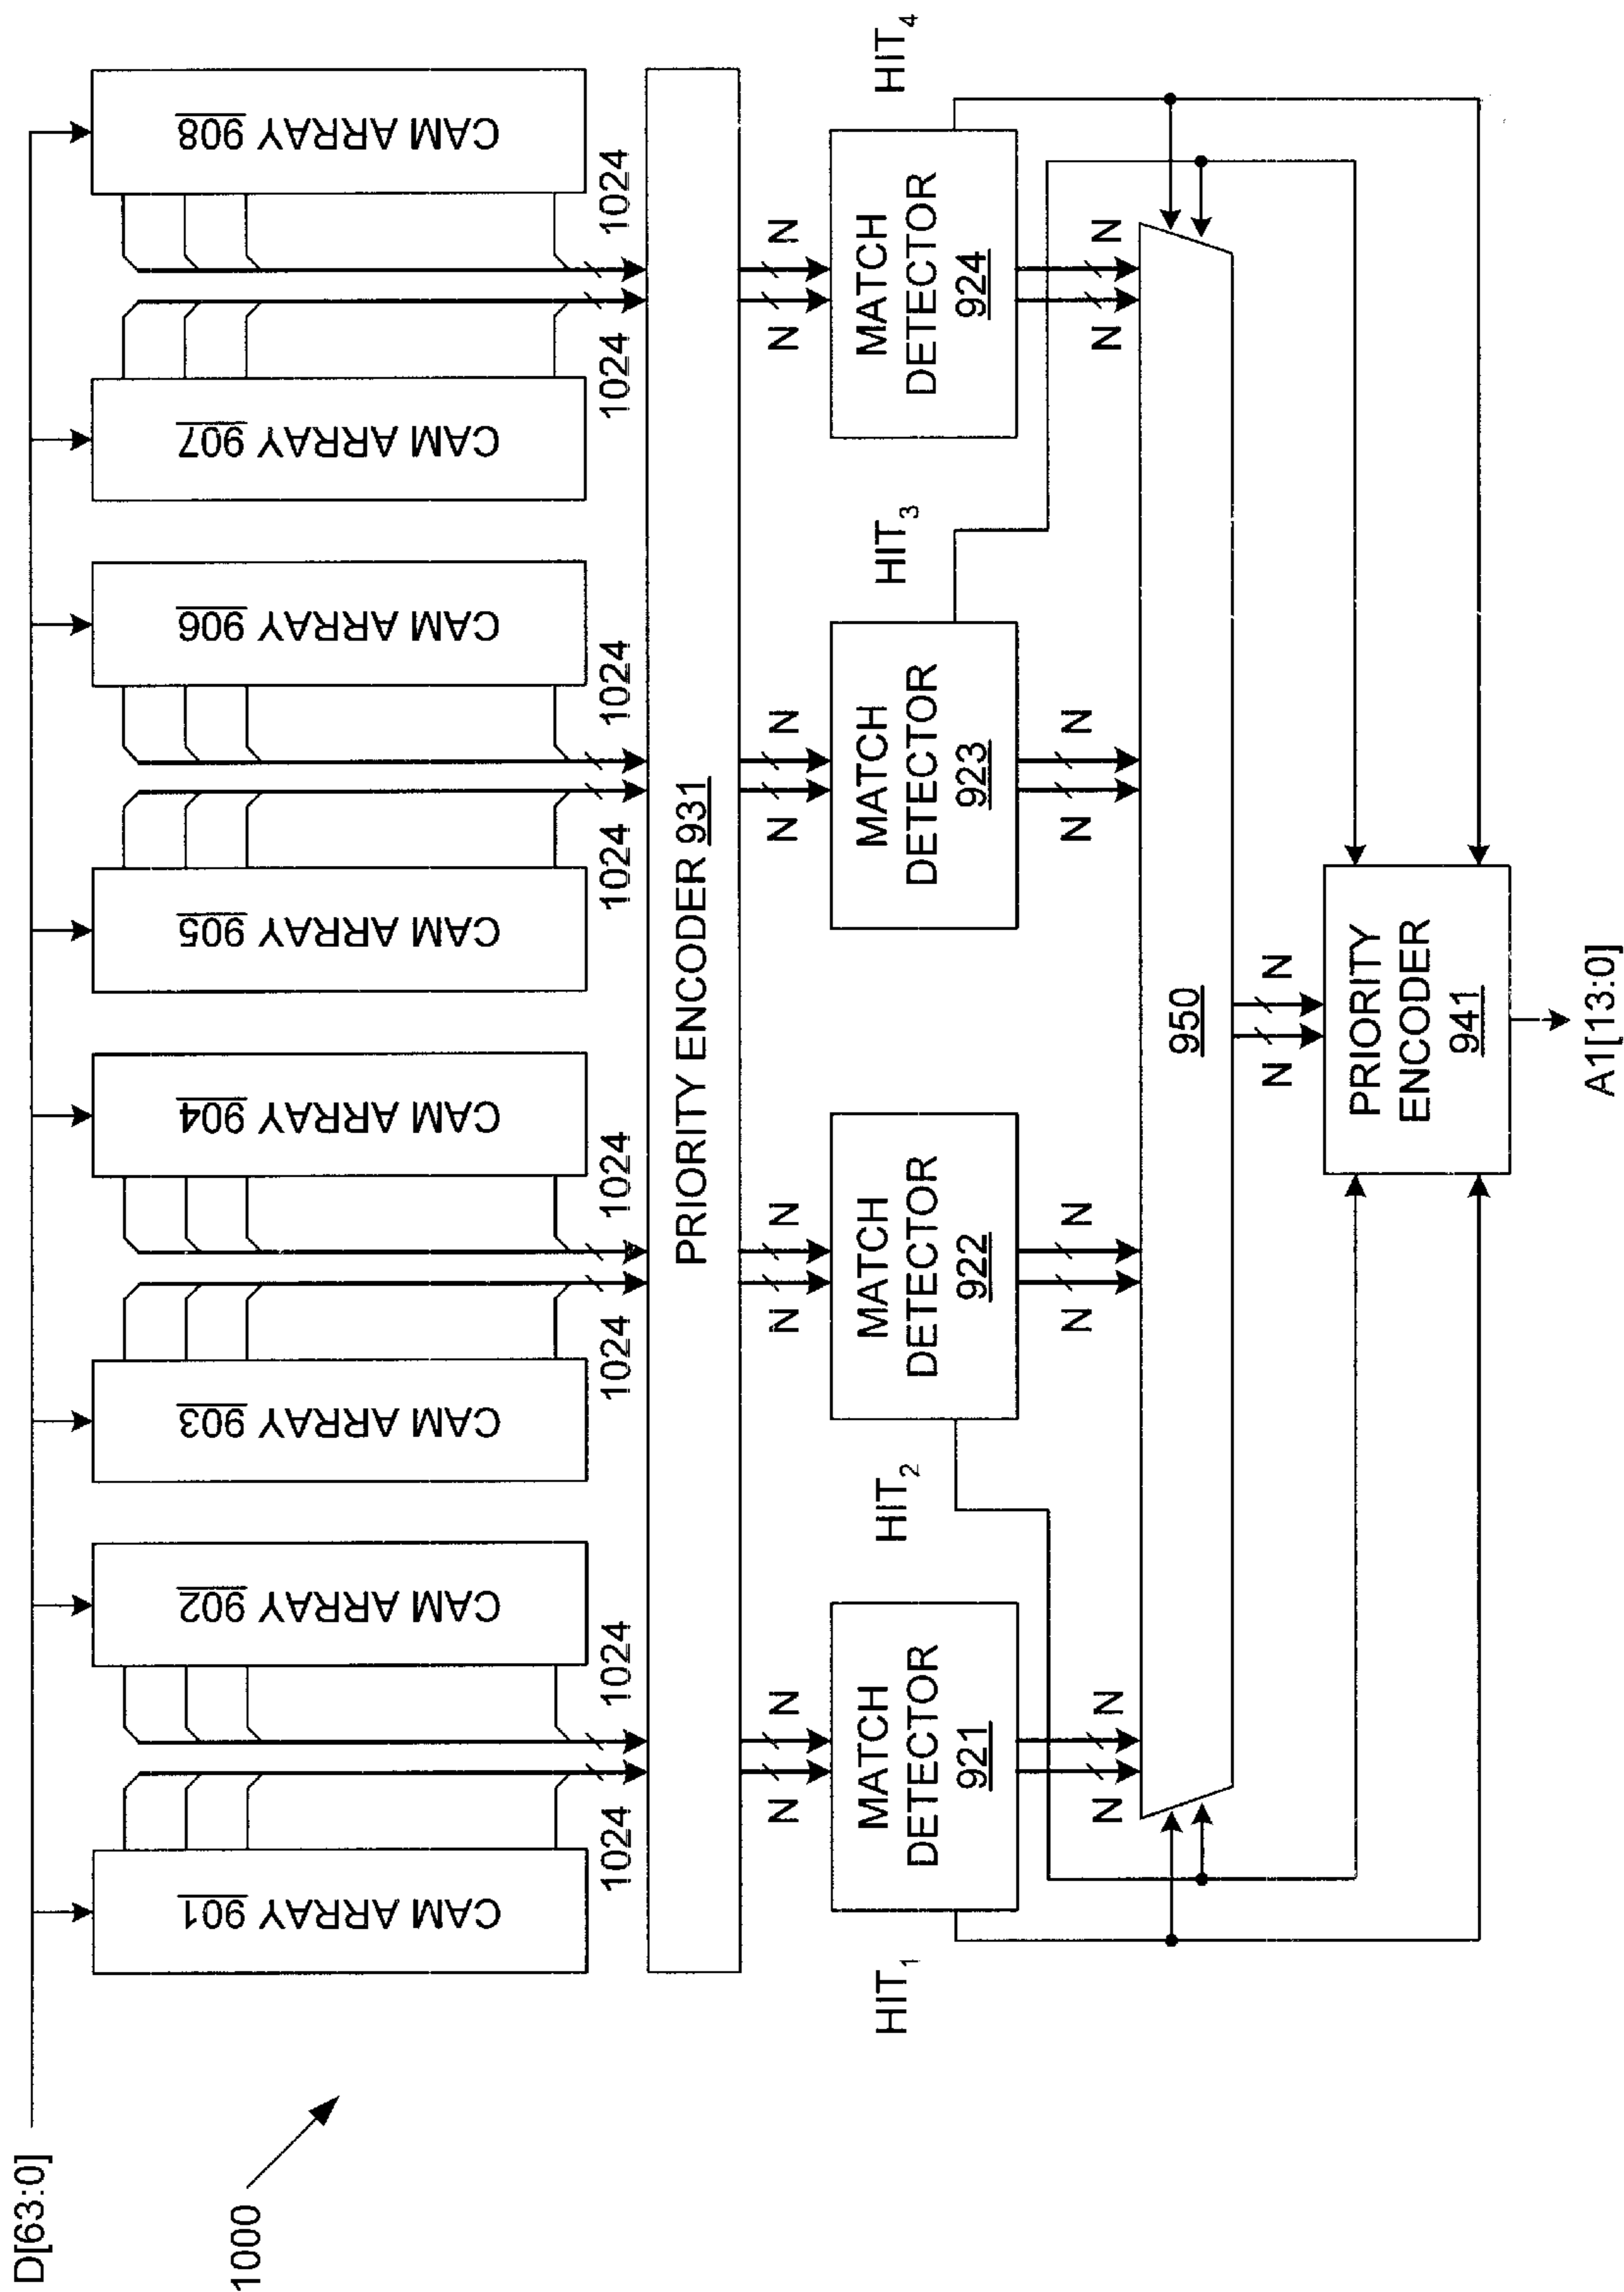 D[63:0]
1000
CAM ARRAY 901
CAM ARRAY 902
CAM ARRAY 903
CAM ARRAY 904
CAM ARRAY 905
CAM ARRAY 906
CAM ARRAY 907
CAM ARRAY 908
1024
1024
1024
1024
1024
1024
1024
1024
PRIORITY ENCODER 931
N
N
N
N
N
N
N
N
HIT1
HIT2
HIT3
HIT4
MATCH
DETECTOR
921
MATCH
DETECTOR
922
MATCH
DETECTOR
923
MATCH
DETECTOR
924
N
N
N
N
N
N
N
N
950
N
N
PRIORITY
ENCODER
941
A1[13:0]